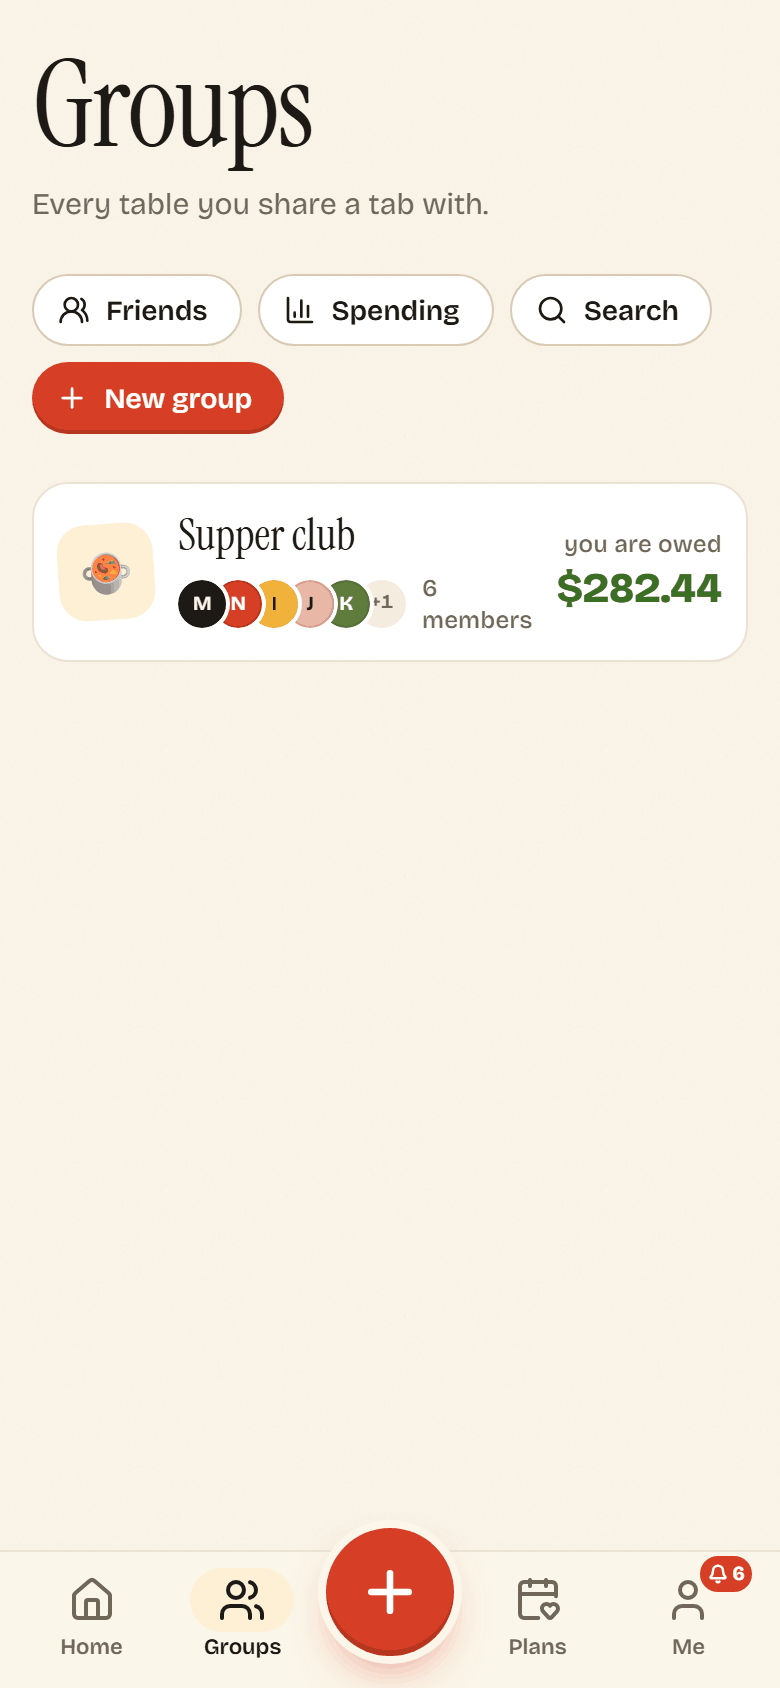 Groups
Every table you share a tab with.
Friends
Spending
Search
New group
Supper club
M N I J K +1
6
members
you are owed
$282.44
6
Home
Groups
Plans
Me